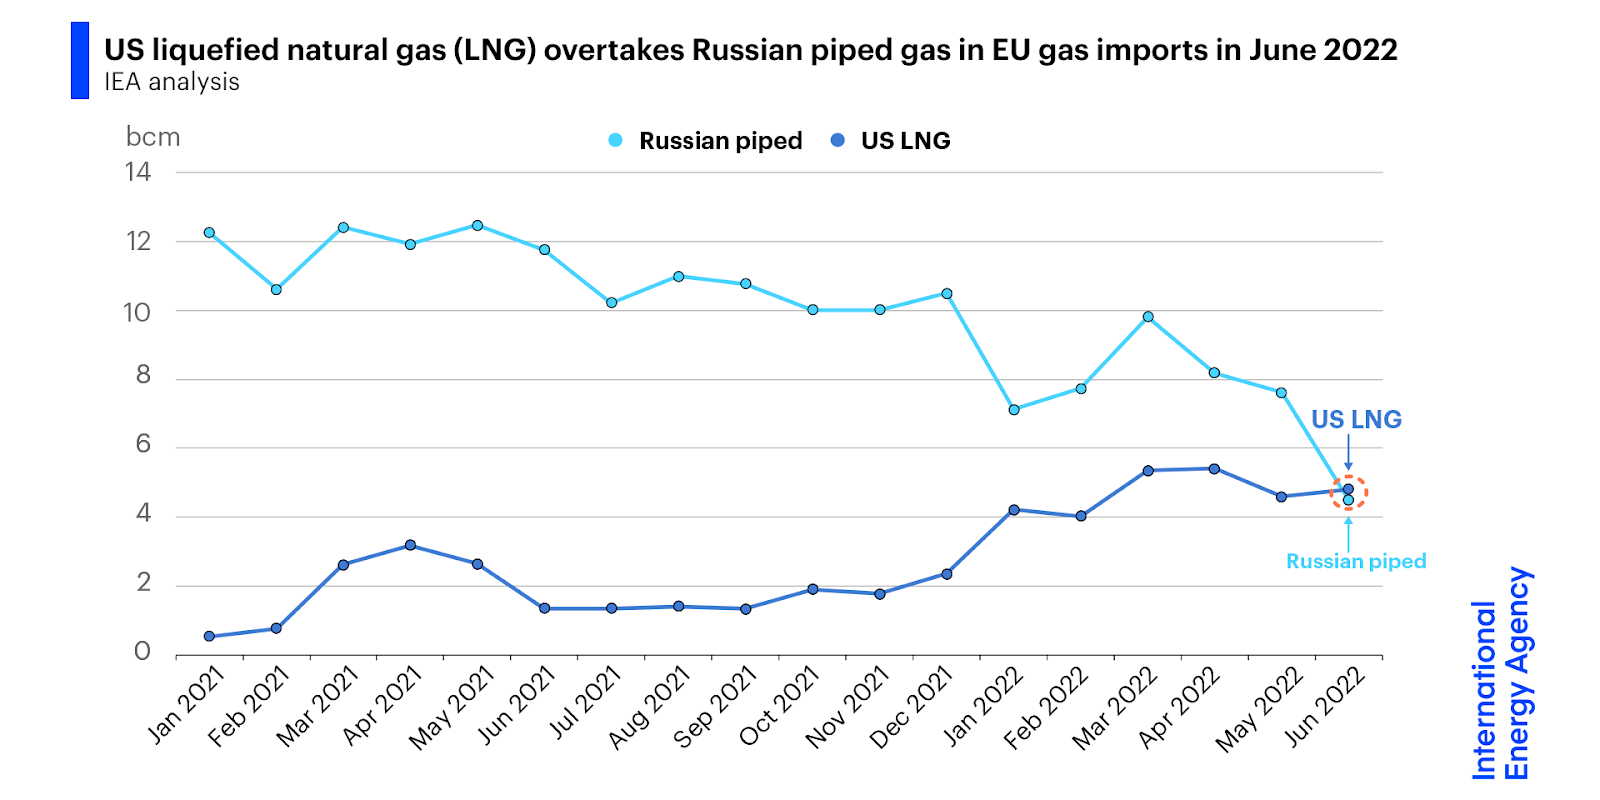 US liquefied natural gas (LNG) overtakes Russian piped gas in EU gas imports in June 2022
IEA analysis
bcm
Russian piped
US LNG
14
12
10
8
6
4
2
0
US LNG
Russian piped
Jan 2021
Feb 2021
Mar 2021
Apr 2021
May 2021
Jun 2021
Jul 2021
Aug 2021
Sep 2021
Oct 2021
Nov 2021
Dec 2021
Jan 2022
Feb 2022
Mar 2022
Apr 2022
May 2022
Jun 2022
International
Energy Agency